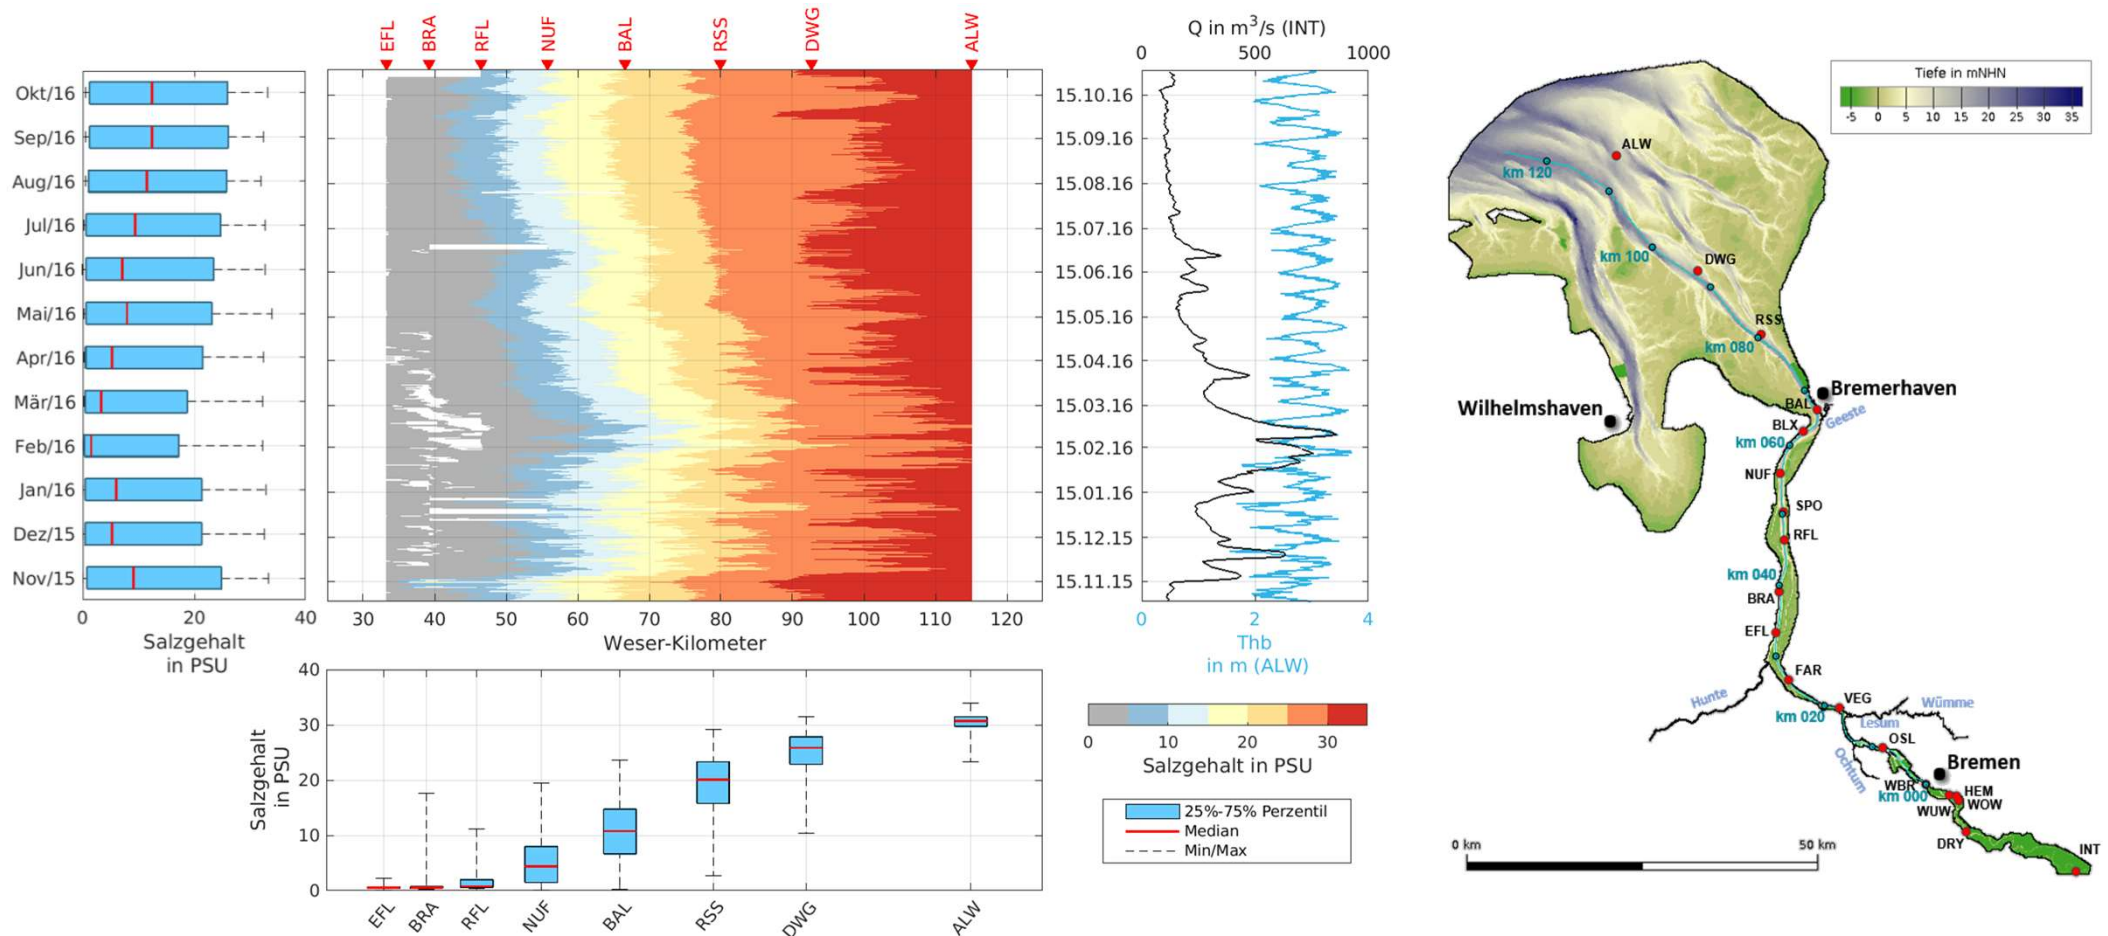 EFL
BRA
RFL
NUF
BAL
RSS
DWG
ALW
Okt/16
Sep/16
Aug/16
Jul/16
Jun/16
Mai/16
Apr/16
Mär/16
Feb/16
Jan/16
Dez/15
Nov/15
0 20 40
Salzgehalt
in PSU
30 40 50 60 70 80 90 100 110 120
Weser-Kilometer
Q in m³/s (INT)
0 500 1000
15.10.16
15.09.16
15.08.16
15.07.16
15.06.16
15.05.16
15.04.16
15.03.16
15.02.16
15.01.16
15.12.15
15.11.15
0 2 4
Thb
in m (ALW)
0 10 20 30
Salzgehalt in PSU
25%-75% Perzentil
Median
Min/Max
Salzgehalt
in PSU
40
30
20
10
0
EFL
BRA
RFL
NUF
BAL
RSS
DWG
ALW
Tiefe in mNHN
-5 0 5 10 15 20 25 30 35
ALW
km 120
km 100
DWG
RSS
km 080
Bremerhaven
Wilhelmshaven
BAL
Geeste
BLX
km 060
NUF
SPO
RFL
km 040
BRA
EFL
FAR
Hunte
VEG
Wümme
km 020
Lesum
OSL
Ochtum
Bremen
WBR
km 000
HEM
WOW
WUW
DRY
INT
0 km 50 km